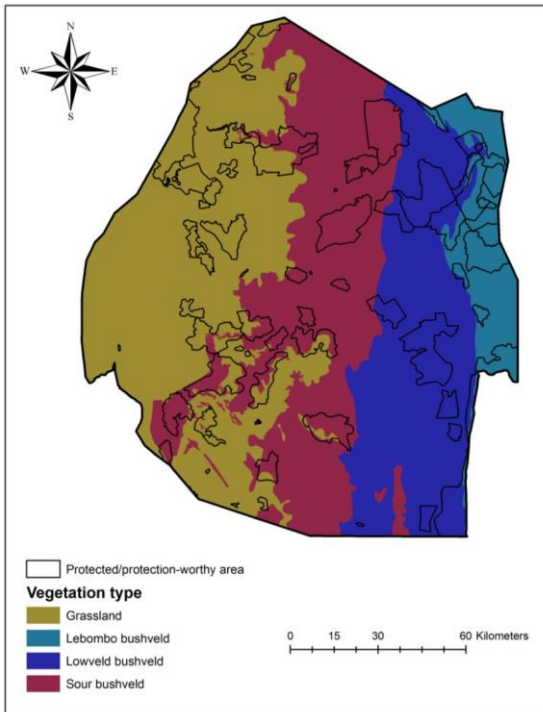 N
W E
S
Protected/protection-worthy area
Vegetation type
Grassland
Lebombo bushveld
Lowveld bushveld
Sour bushveld
0 15 30 60 Kilometers